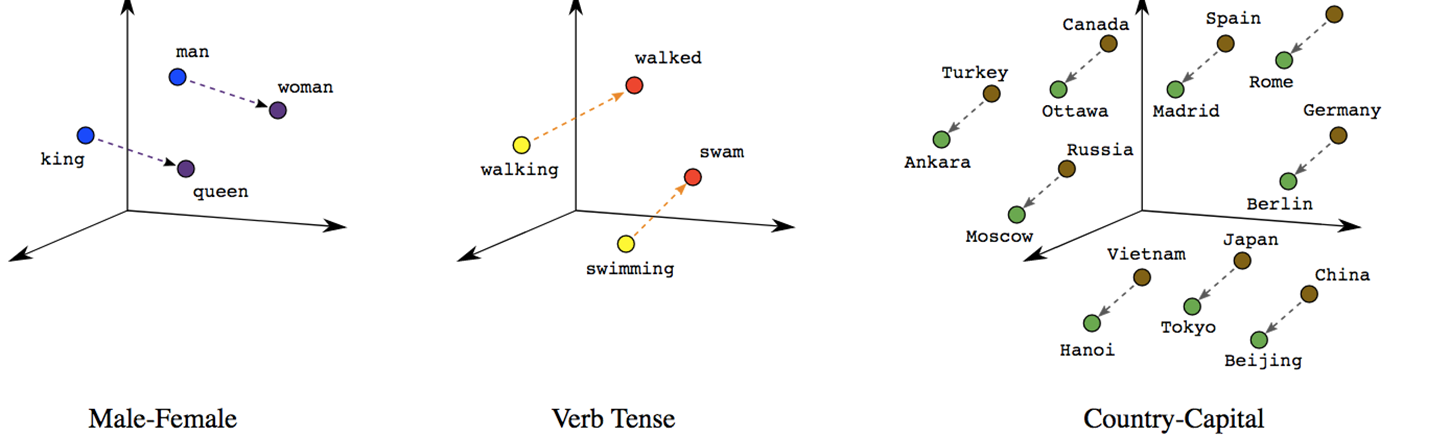 man
woman
king
queen
Male-Female
walked
walking
swam
swimming
Verb Tense
Canada
Spain
Turkey
Ottawa
Madrid
Rome
Germany
Ankara
Russia
Berlin
Moscow
Vietnam
Japan
China
Hanoi
Tokyo
Beijing
Country-Capital